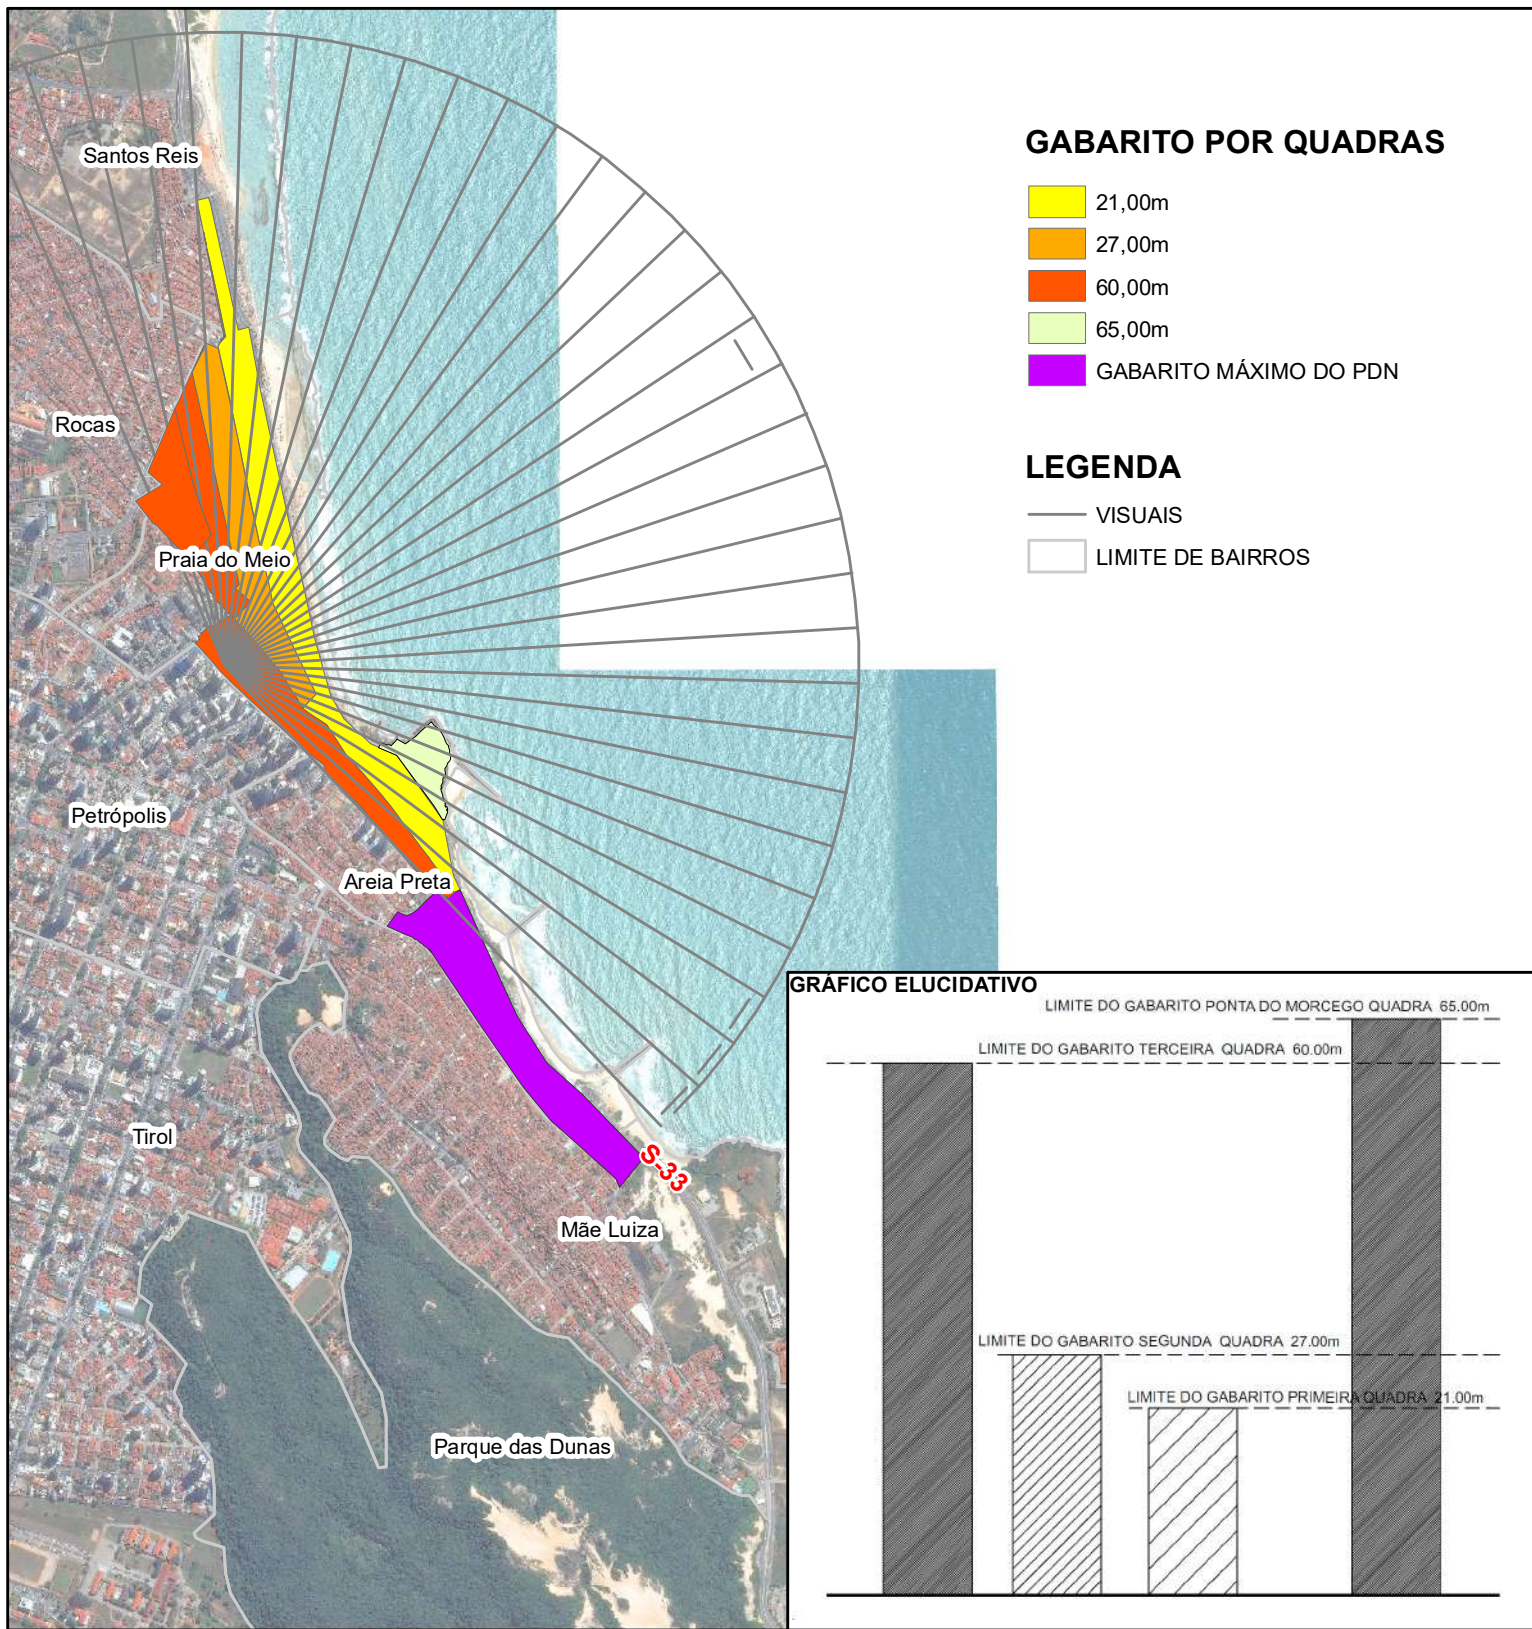 Santos Reis
Rocas
Praia do Meio
Petrópolis
Areia Preta
Tirol
S-33
Mãe Luiza
Parque das Dunas
GABARITO POR QUADRAS
21,00m
27,00m
60,00m
65,00m
GABARITO MÁXIMO DO PDN
LEGENDA
VISUAIS
LIMITE DE BAIRROS
GRÁFICO ELUCIDATIVO
LIMITE DO GABARITO PONTA DO MORCEGO QUADRA 65.00m
LIMITE DO GABARITO TERCEIRA QUADRA 60.00m
LIMITE DO GABARITO SEGUNDA QUADRA 27.00m
LIMITE DO GABARITO PRIMEIRA QUADRA 21.00m